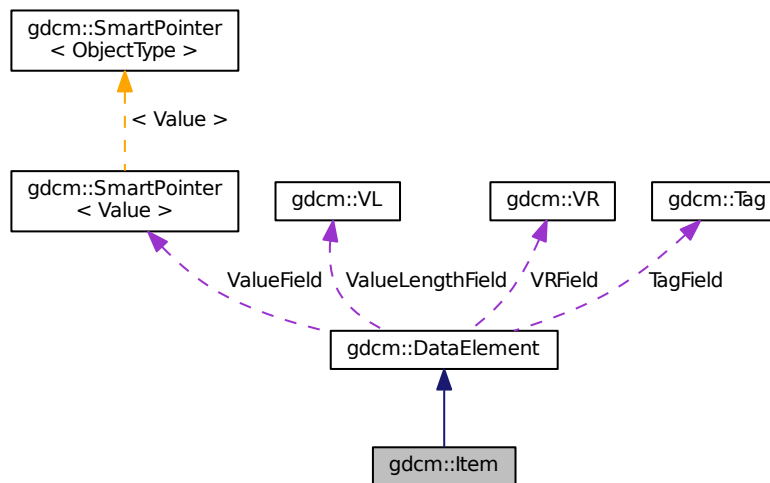 gdcm::SmartPointer
< ObjectType >
< Value >
gdcm::SmartPointer
< Value >
gdcm::VL
gdcm::VR
gdcm::Tag
ValueField
ValueLengthField
VRField
TagField
gdcm::DataElement
gdcm::Item